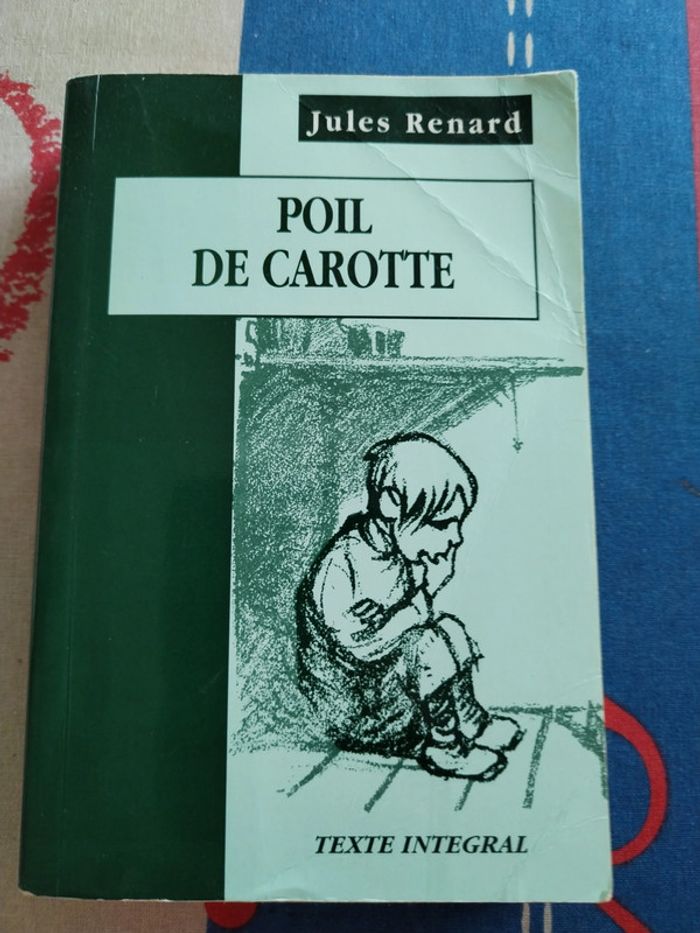 Jules Renard
POIL
DE CAROTTE
TEXTE INTEGRAL